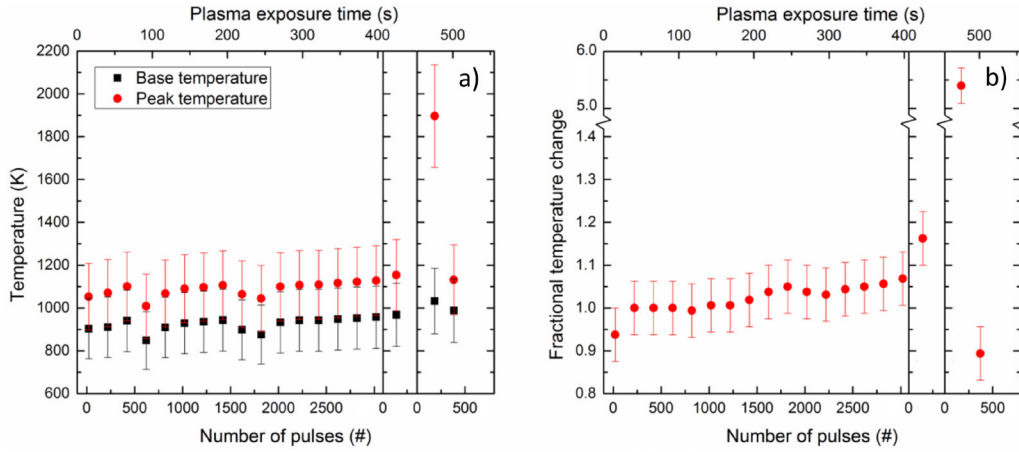 Plasma exposure time (s)
0 100 200 300 400 500
2200
2000
1800
1600
1400
1200
1000
800
600
Temperature (K)
Base temperature
Peak temperature
a)
0 500 1000 1500 2000 2500 0 0 500
Number of pulses (#)
Plasma exposure time (s)
0 100 200 300 400 500
6.0
5.0
1.4
1.3
1.2
1.1
1.0
0.9
0.8
Fractional temperature change
b)
0 500 1000 1500 2000 2500 0 0 500
Number of pulses (#)